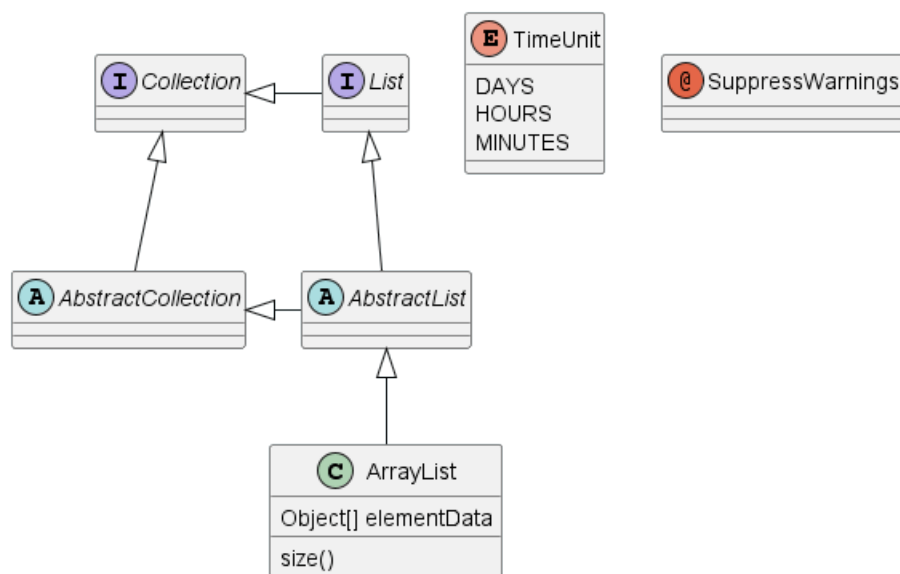 I Collection
I List
E TimeUnit
DAYS
HOURS
MINUTES
@ SuppressWarnings
A AbstractCollection
A AbstractList
C ArrayList
Object[] elementData
size()